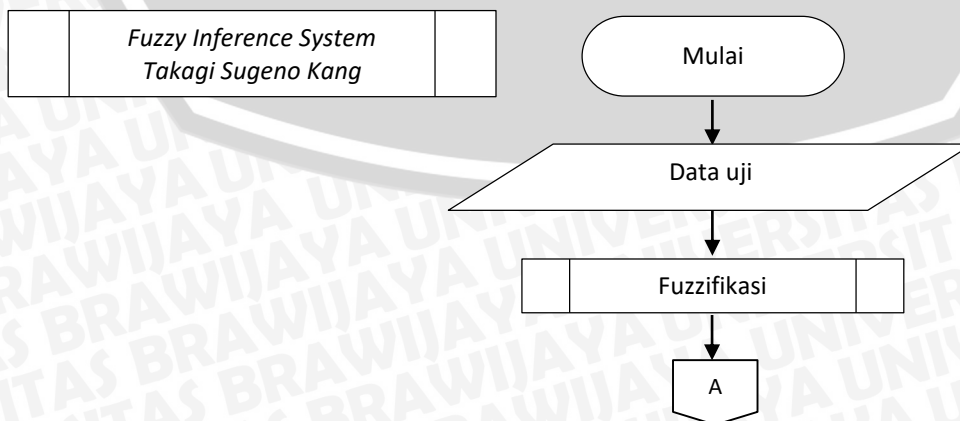 Fuzzy Inference System
Takagi Sugeno Kang
Mulai
Data uji
Fuzzifikasi
A